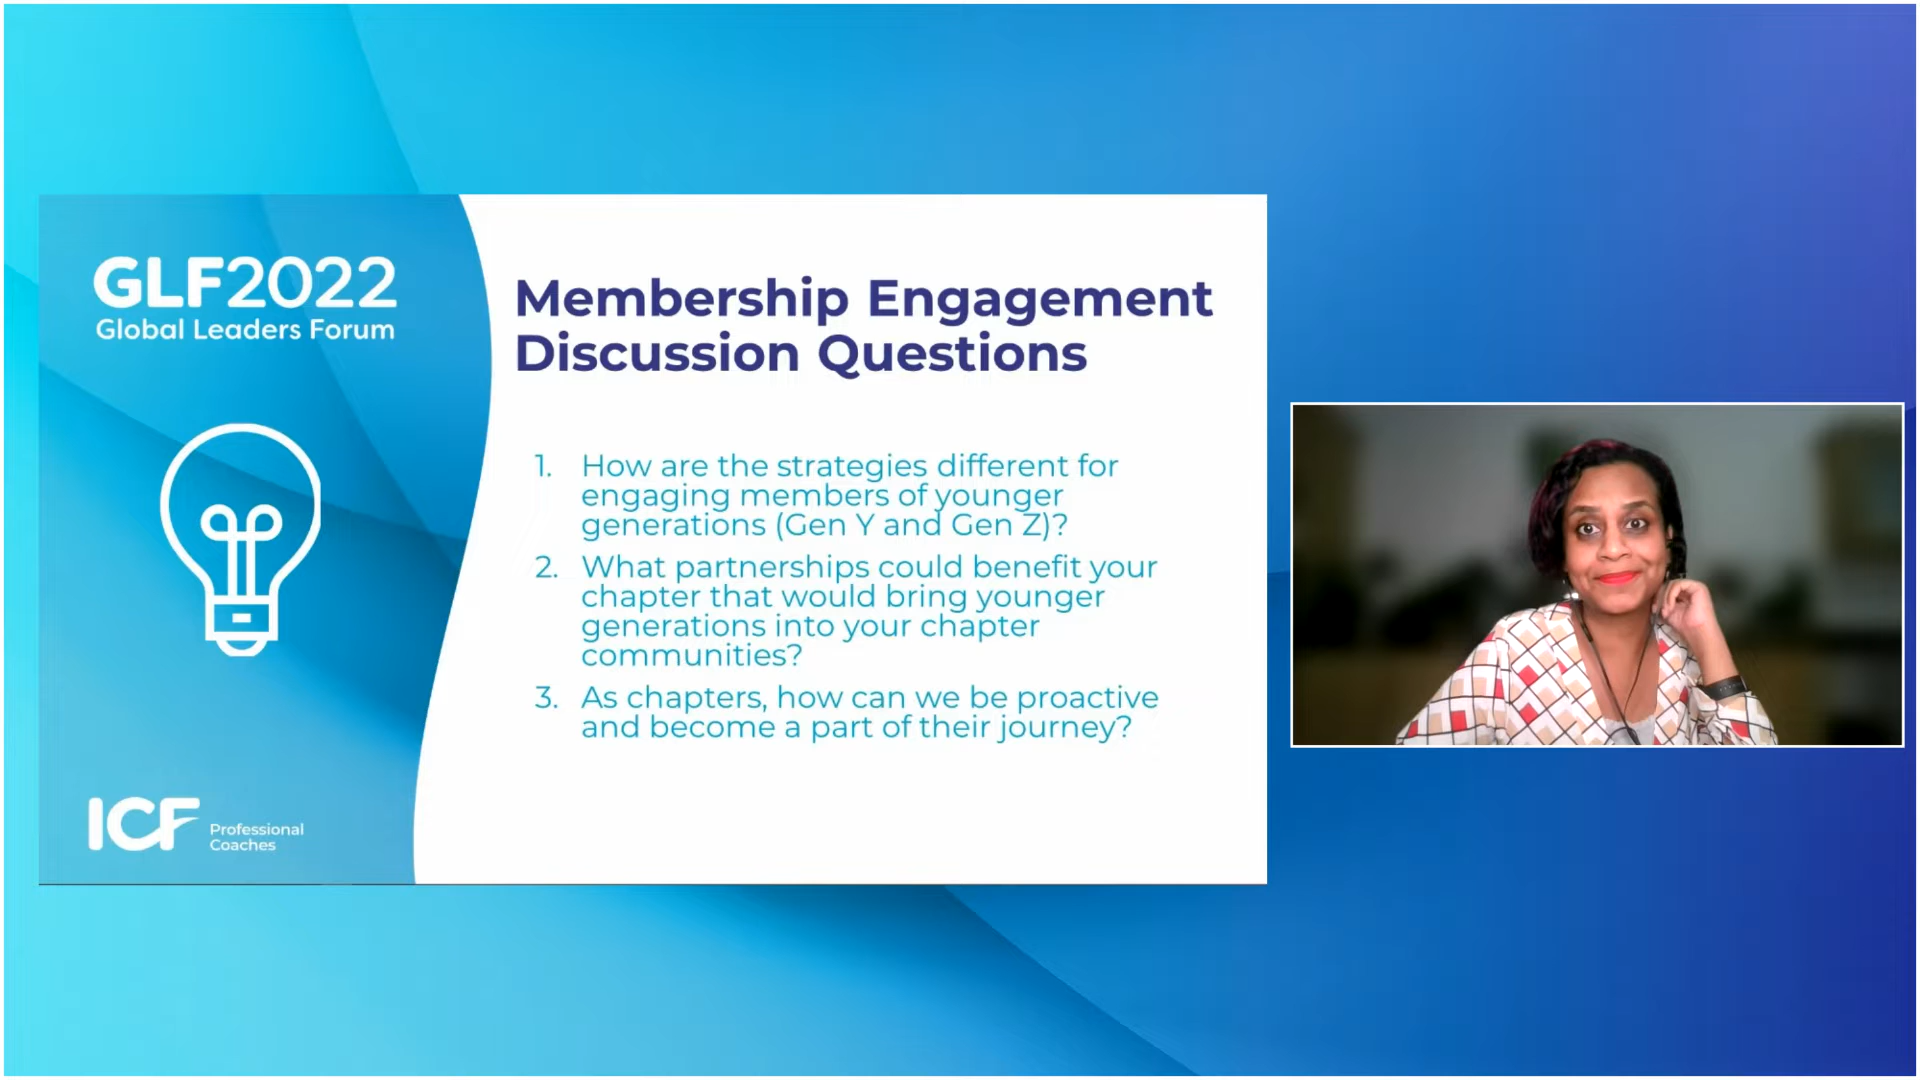 GLF2022
Global Leaders Forum
Membership Engagement
Discussion Questions
1. How are the strategies different for
engaging members of younger
generations (Gen Y and Gen Z)?
2. What partnerships could benefit your
chapter that would bring younger
generations into your chapter
communities?
3. As chapters, how can we be proactive
and become a part of their journey?
ICF Professional
Coaches